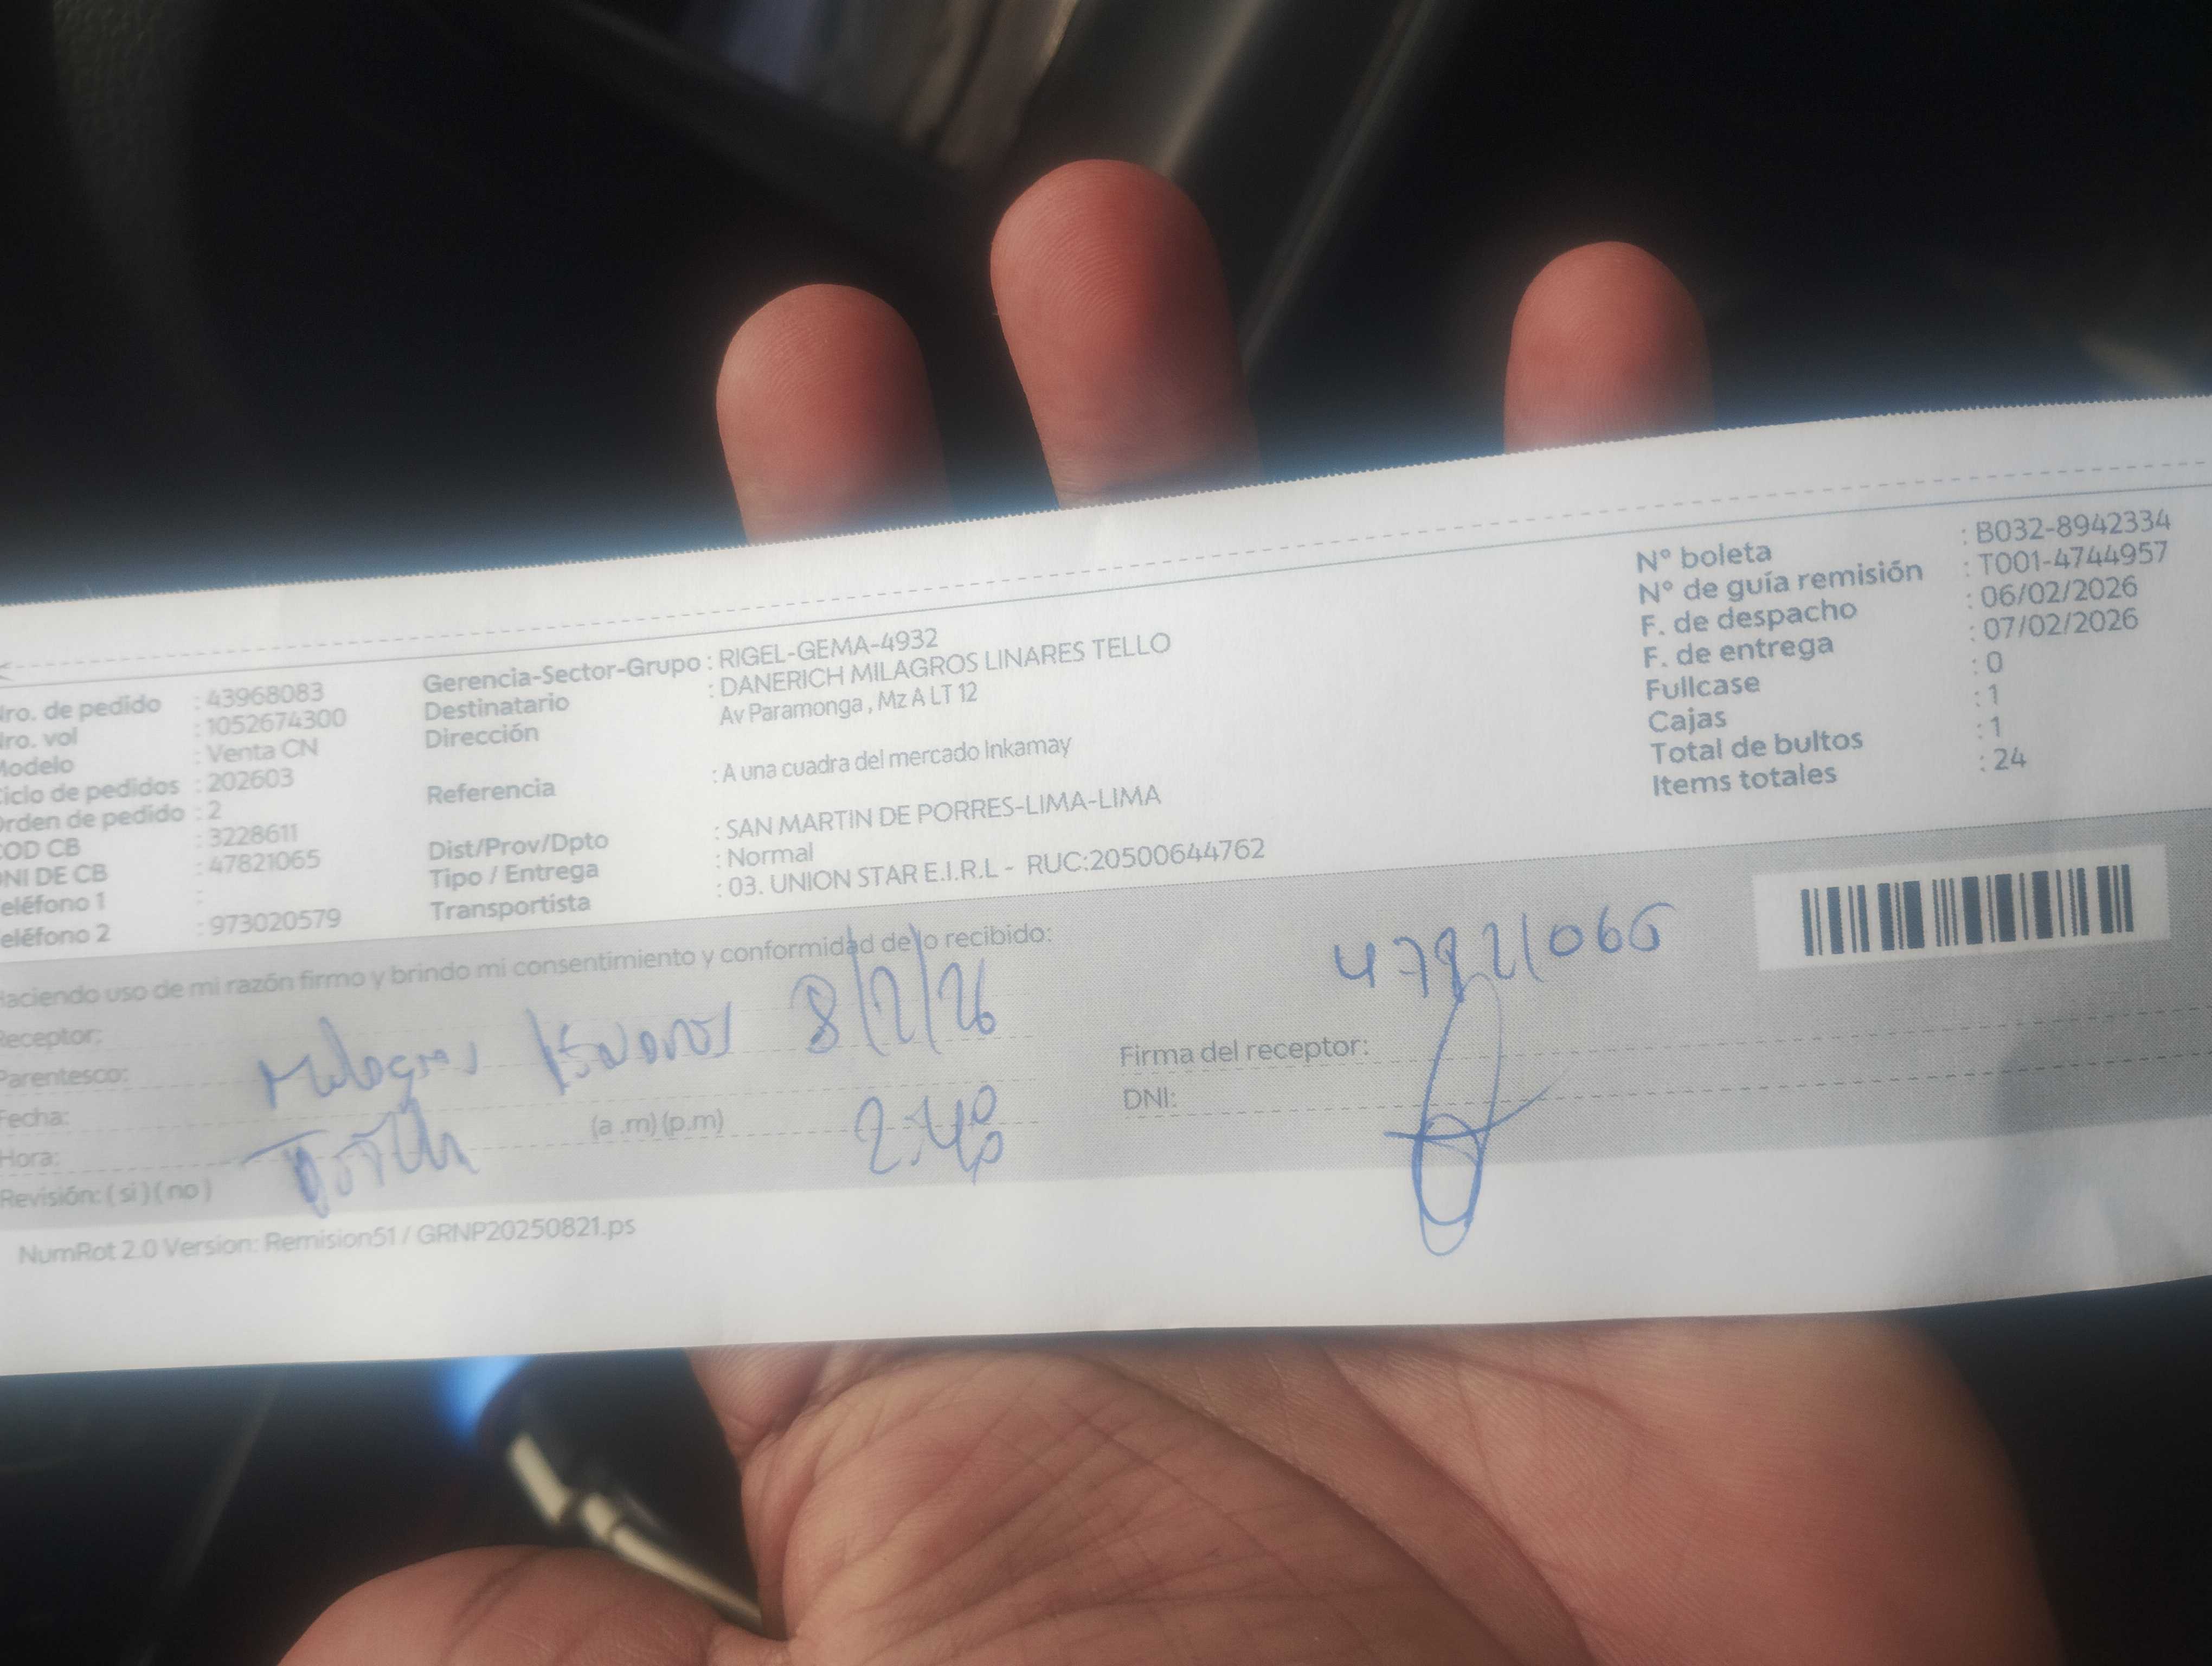 Nº boleta : B032-8942334
Nº de guía remisión : T001-4744957
F. de despacho : 06/02/2026
F. de entrega : 07/02/2026
Fullcase : 0
Cajas : 1
Total de bultos : 1
Items totales : 24
Gerencia-Sector-Grupo : RIGEL-GEMA-4932
Destinatario : DANERICH MILAGROS LINARES TELLO
Dirección Av Paramonga , Mz A LT 12
Referencia : A una cuadra del mercado Inkamay
Dist/Prov/Dpto : SAN MARTIN DE PORRES-LIMA-LIMA
Tipo / Entrega : Normal
Transportista : 03. UNION STAR E.I.R.L - RUC:20500644762
ro. de pedido : 43968083
ro. vol : 1052674300
odelo : Venta CN
iclo de pedidos : 202603
rden de pedido : 2
OD CB : 3228611
NI DE CB : 47821065
eléfono 1 :
eléfono 2 : 973020579
aciendo uso de mi razón firmo y brindo mi consentimiento y conformidad de lo recibido:
eceptor:
Parentesco: Milagros 8/2/26
Fecha:
Hora: (a .m) (p.m) 2:40
Revisión: ( si ) ( no )
47821065
Firma del receptor:
DNI:
NumRot 2.0 Version: Remision51 / GRNP20250821.ps